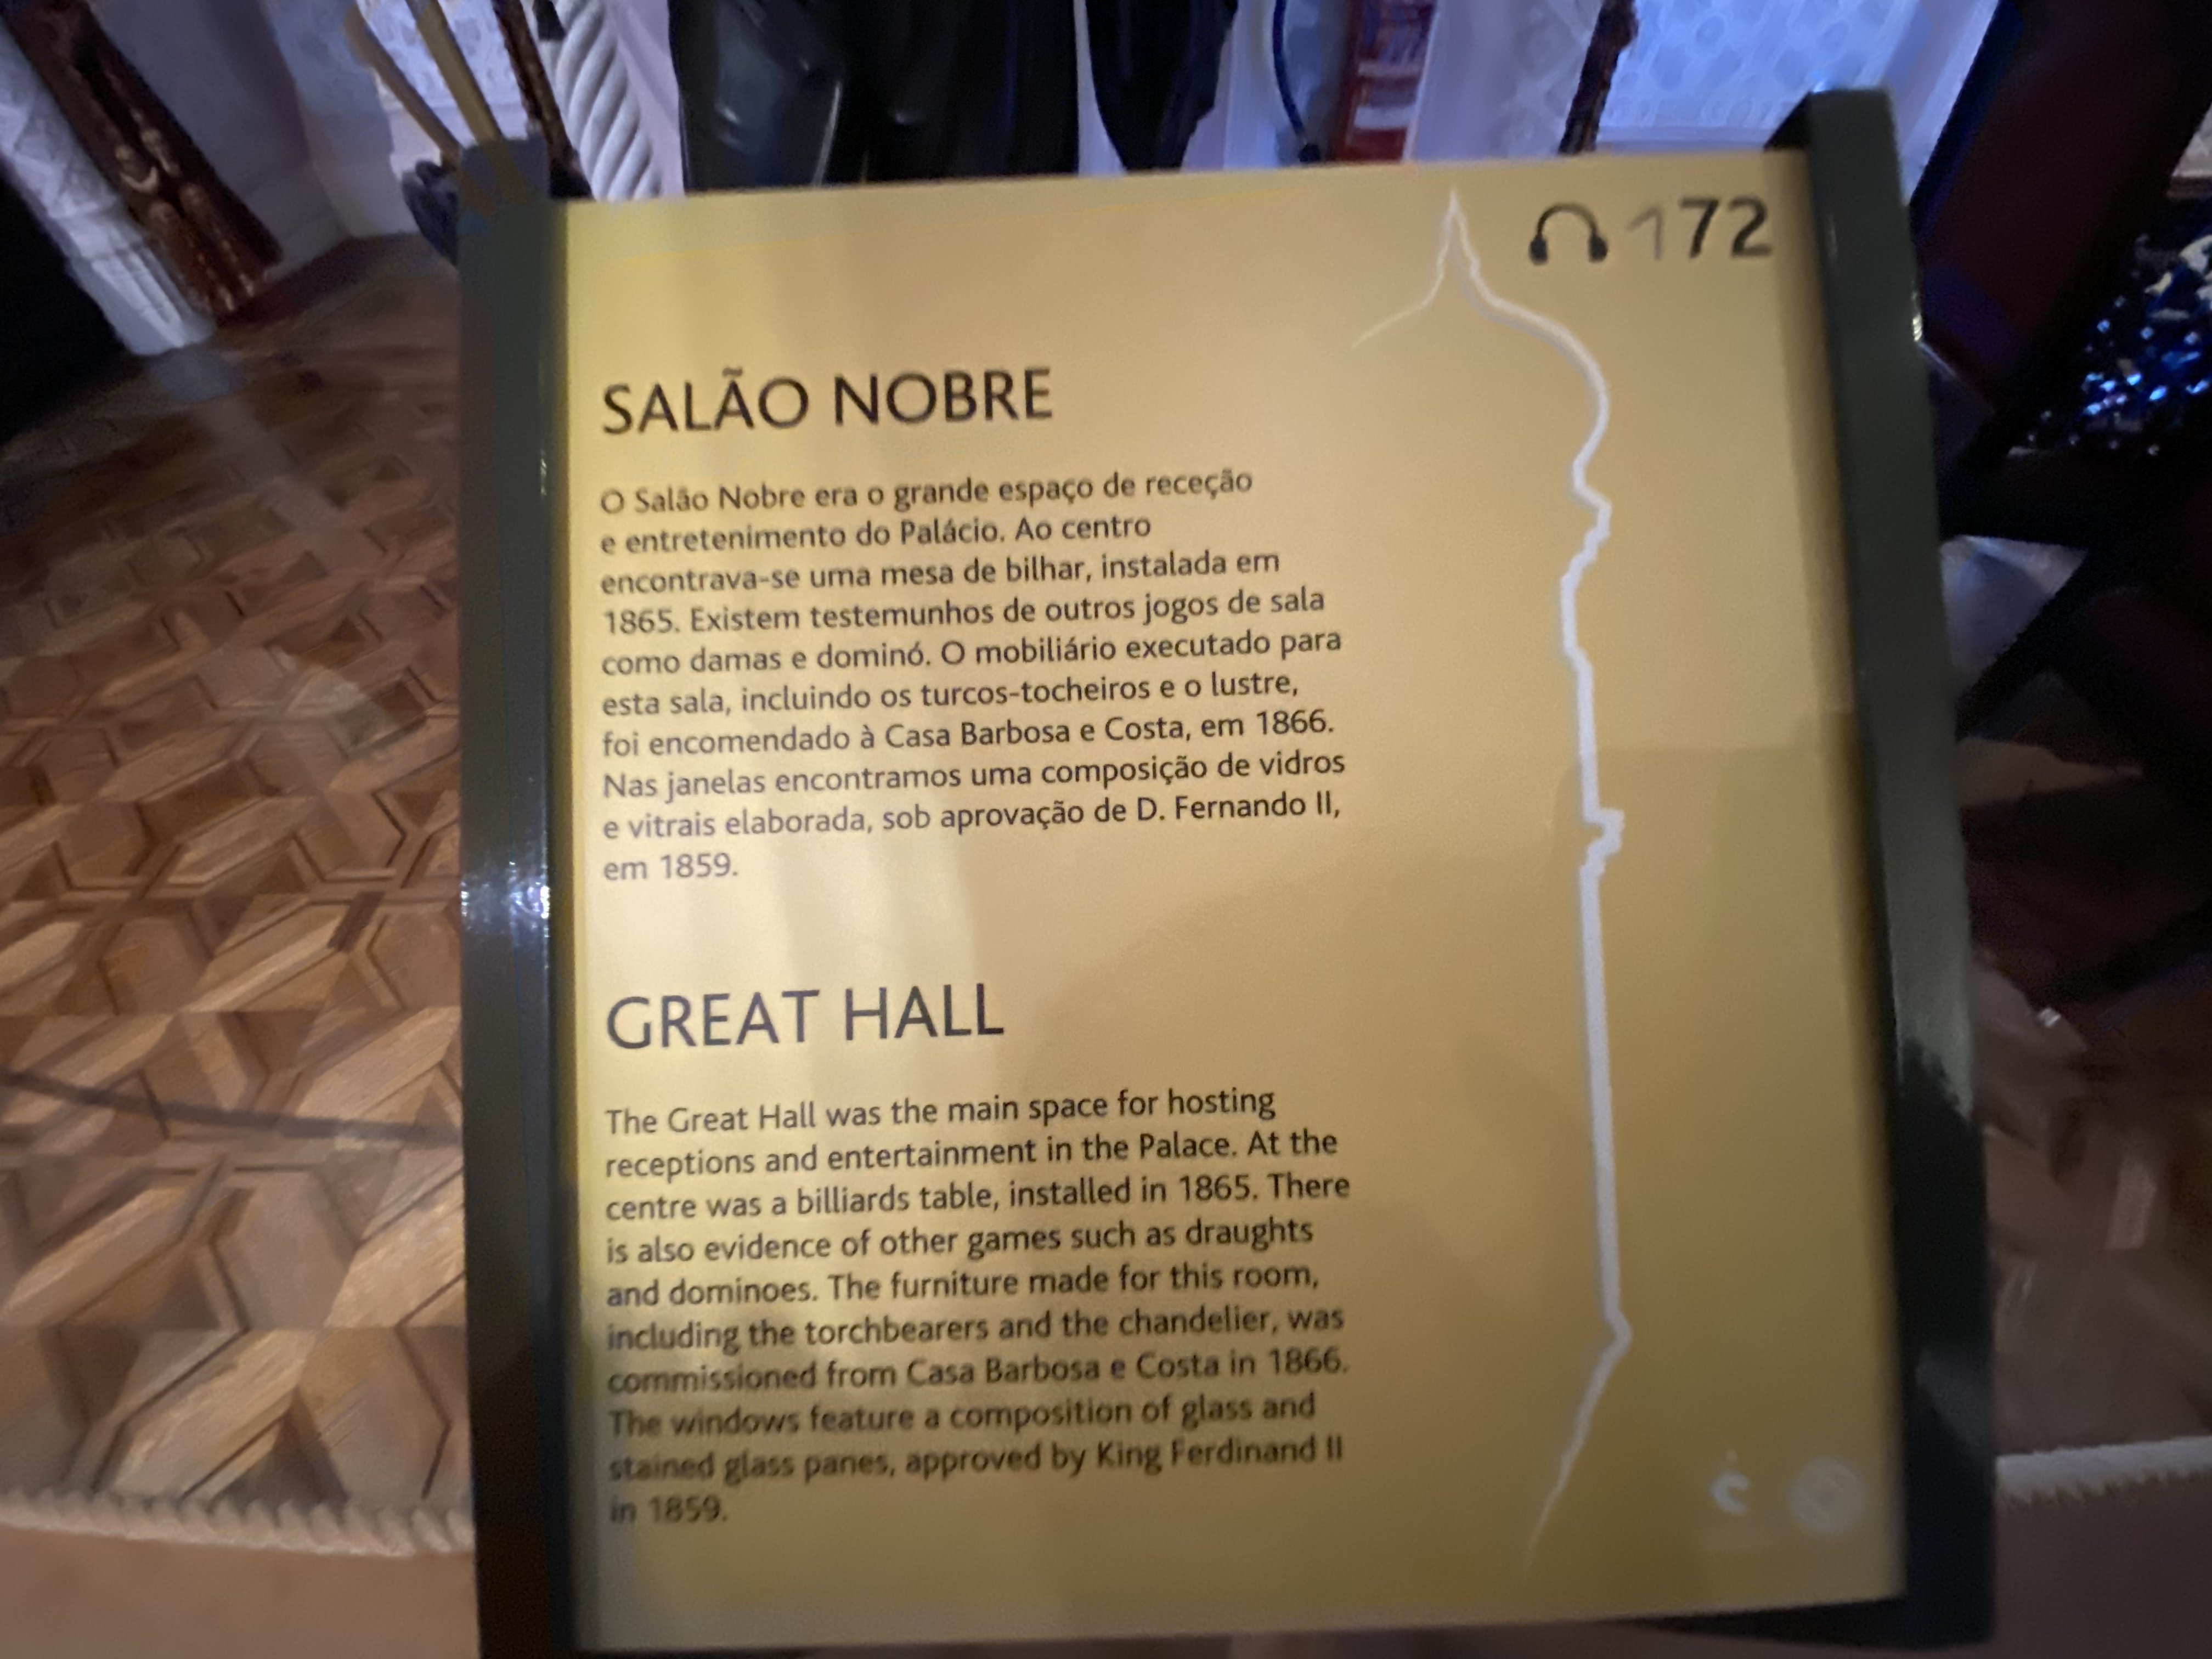 172
SALÃO NOBRE
O Salão Nobre era o grande espaço de receção
e entretenimento do Palácio. Ao centro
encontrava-se uma mesa de bilhar, instalada em
1865. Existem testemunhos de outros jogos de sala
como damas e dominó. O mobiliário executado para
esta sala, incluindo os turcos-tocheiros e o lustre,
foi encomendado à Casa Barbosa e Costa, em 1866.
Nas janelas encontramos uma composição de vidros
e vitrais elaborada, sob aprovação de D. Fernando II,
em 1859.
GREAT HALL
The Great Hall was the main space for hosting
receptions and entertainment in the Palace. At the
centre was a billiards table, installed in 1865. There
is also evidence of other games such as draughts
and dominoes. The furniture made for this room,
including the torchbearers and the chandelier, was
commissioned from Casa Barbosa e Costa in 1866.
The windows feature a composition of glass and
stained glass panes, approved by King Ferdinand II
in 1859.